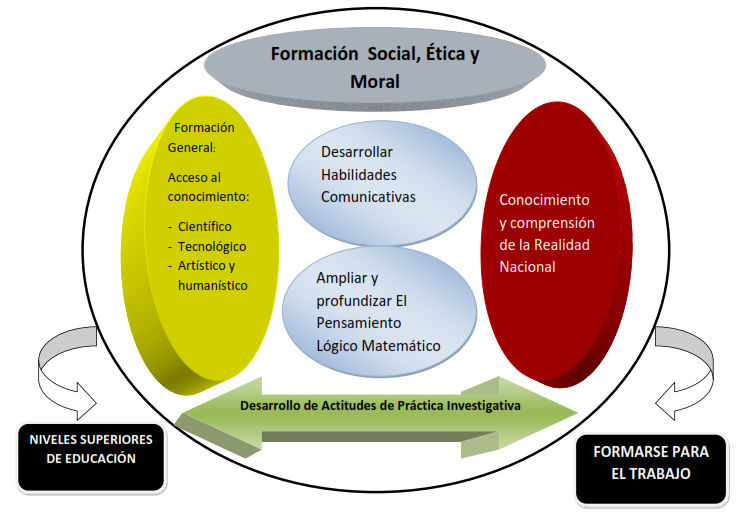 Formación Social, Ética y
Moral
Formación
General:
Acceso al
conocimiento:
- Científico
- Tecnológico
- Artístico y
humanístico
Desarrollar
Habilidades
Comunicativas
Ampliar y
profundizar El
Pensamiento
Lógico Matemático
Conocimiento
y comprensión
de la Realidad
Nacional
Desarrollo de Actitudes de Práctica Investigativa
NIVELES SUPERIORES
DE EDUCACIÓN
FORMARSE PARA
EL TRABAJO